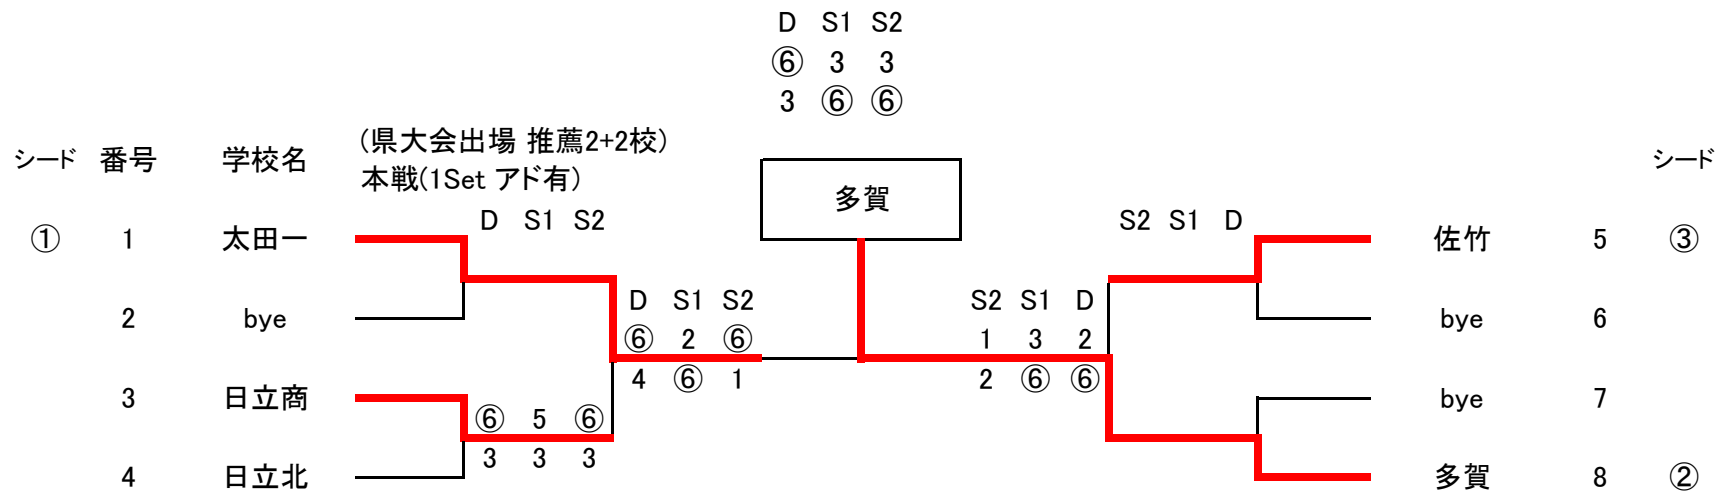 D S1 S2
⑥ 3 3
3 ⑥ ⑥
(県大会出場 推薦2+2校)
シード 番号 学校名 シード
本戦(1Set アド有)
多賀
D S1 S2 S2 S1 D
① 1 太田一 佐竹 5 ③
D S1 S2 S2 S1 D
2 bye bye 6
⑥ 2 ⑥ 1 3 2
4 ⑥ 1 2 ⑥ ⑥
3 日立商 bye 7
⑥ 5 ⑥
3 3 3
4 日立北 多賀 8 ②